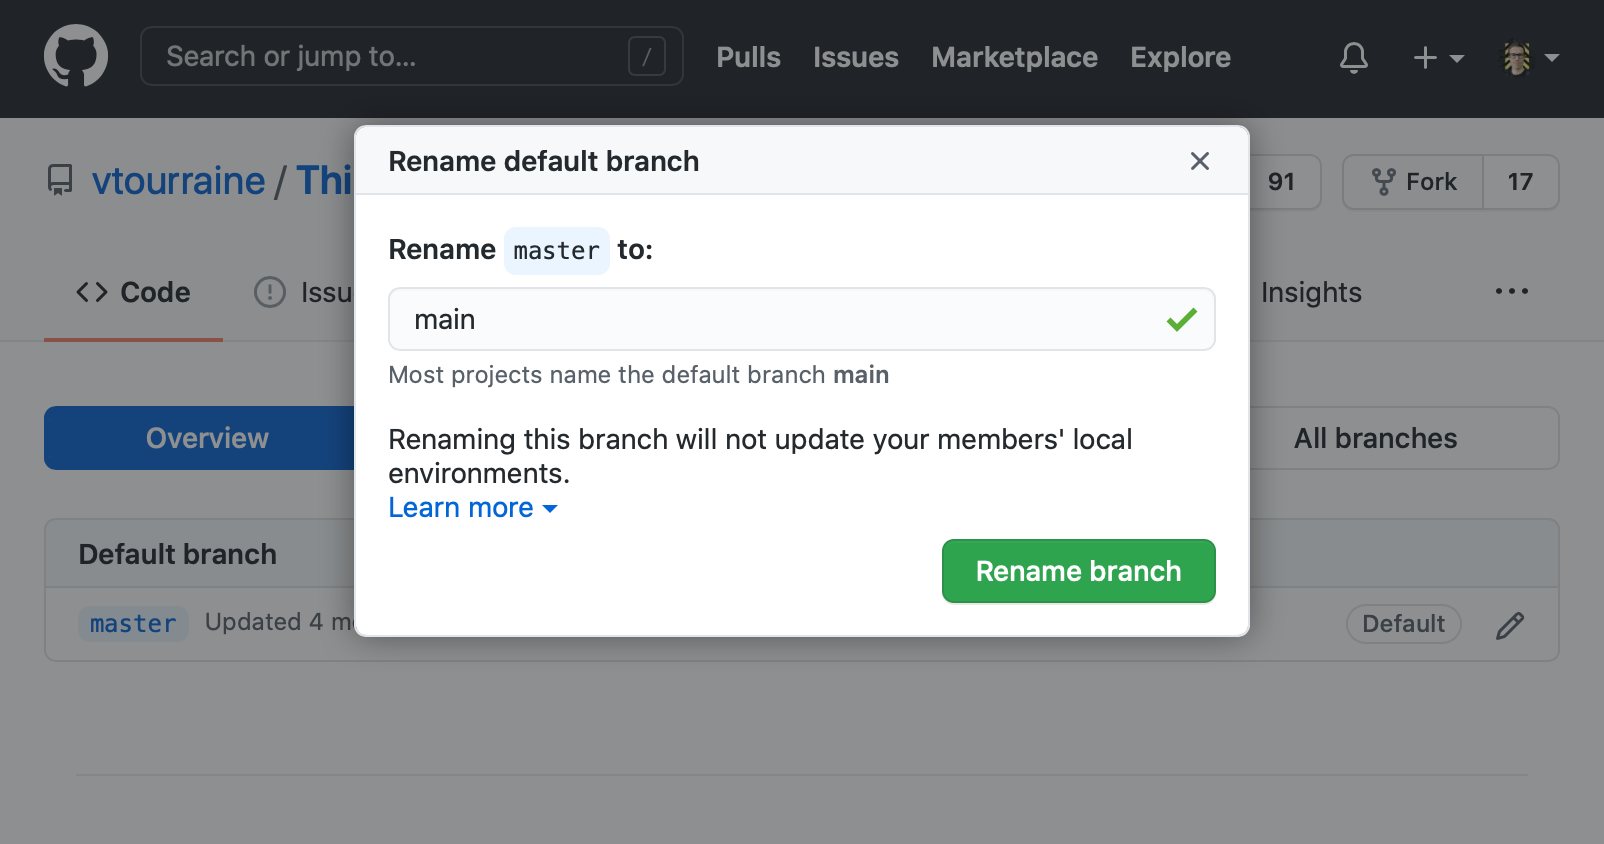 Search or jump to... /
Pulls Issues Marketplace Explore
vtourraine / Thi
91 Fork 17
Code Issu Insights
Rename default branch
Rename master to:
main
Most projects name the default branch main
Renaming this branch will not update your members' local
environments.
Learn more
Rename branch
Overview All branches
Default branch
master Updated 4 m Default